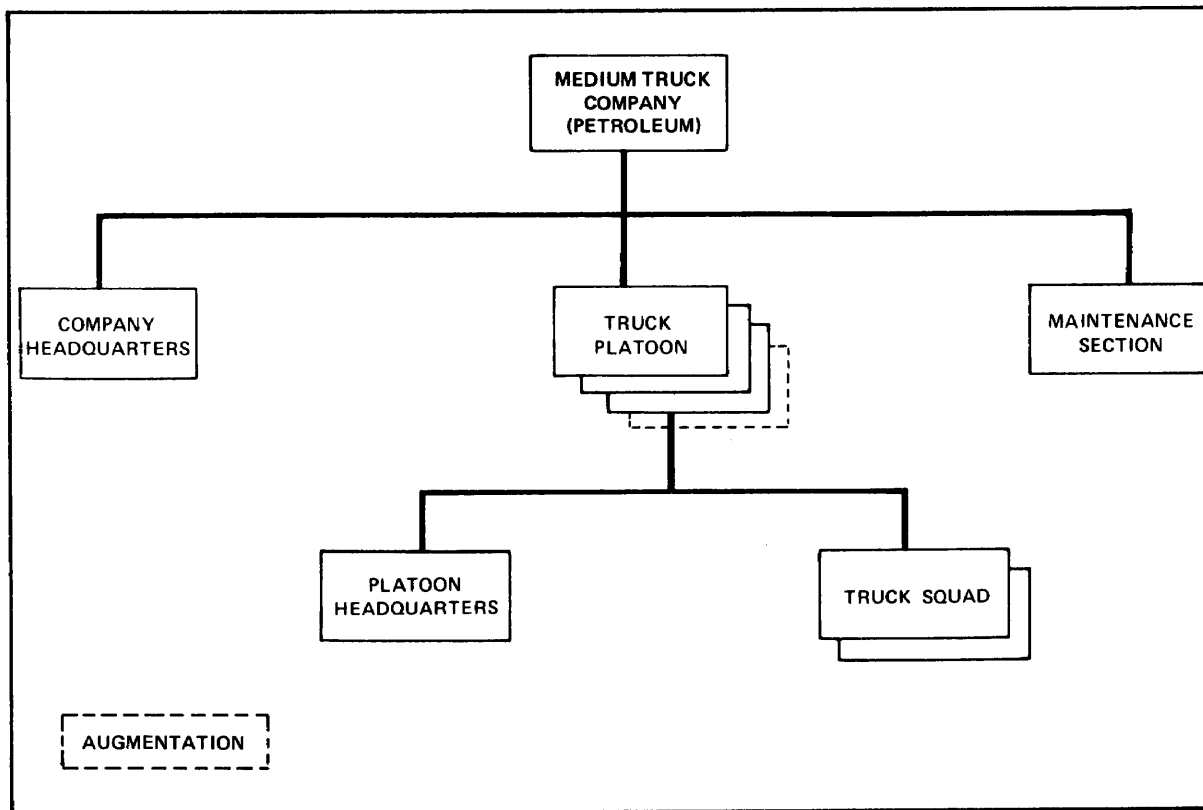 MEDIUM TRUCK
COMPANY
(PETROLEUM)
COMPANY
HEADQUARTERS
TRUCK
PLATOON
MAINTENANCE
SECTION
PLATOON
HEADQUARTERS
TRUCK SQUAD
AUGMENTATION